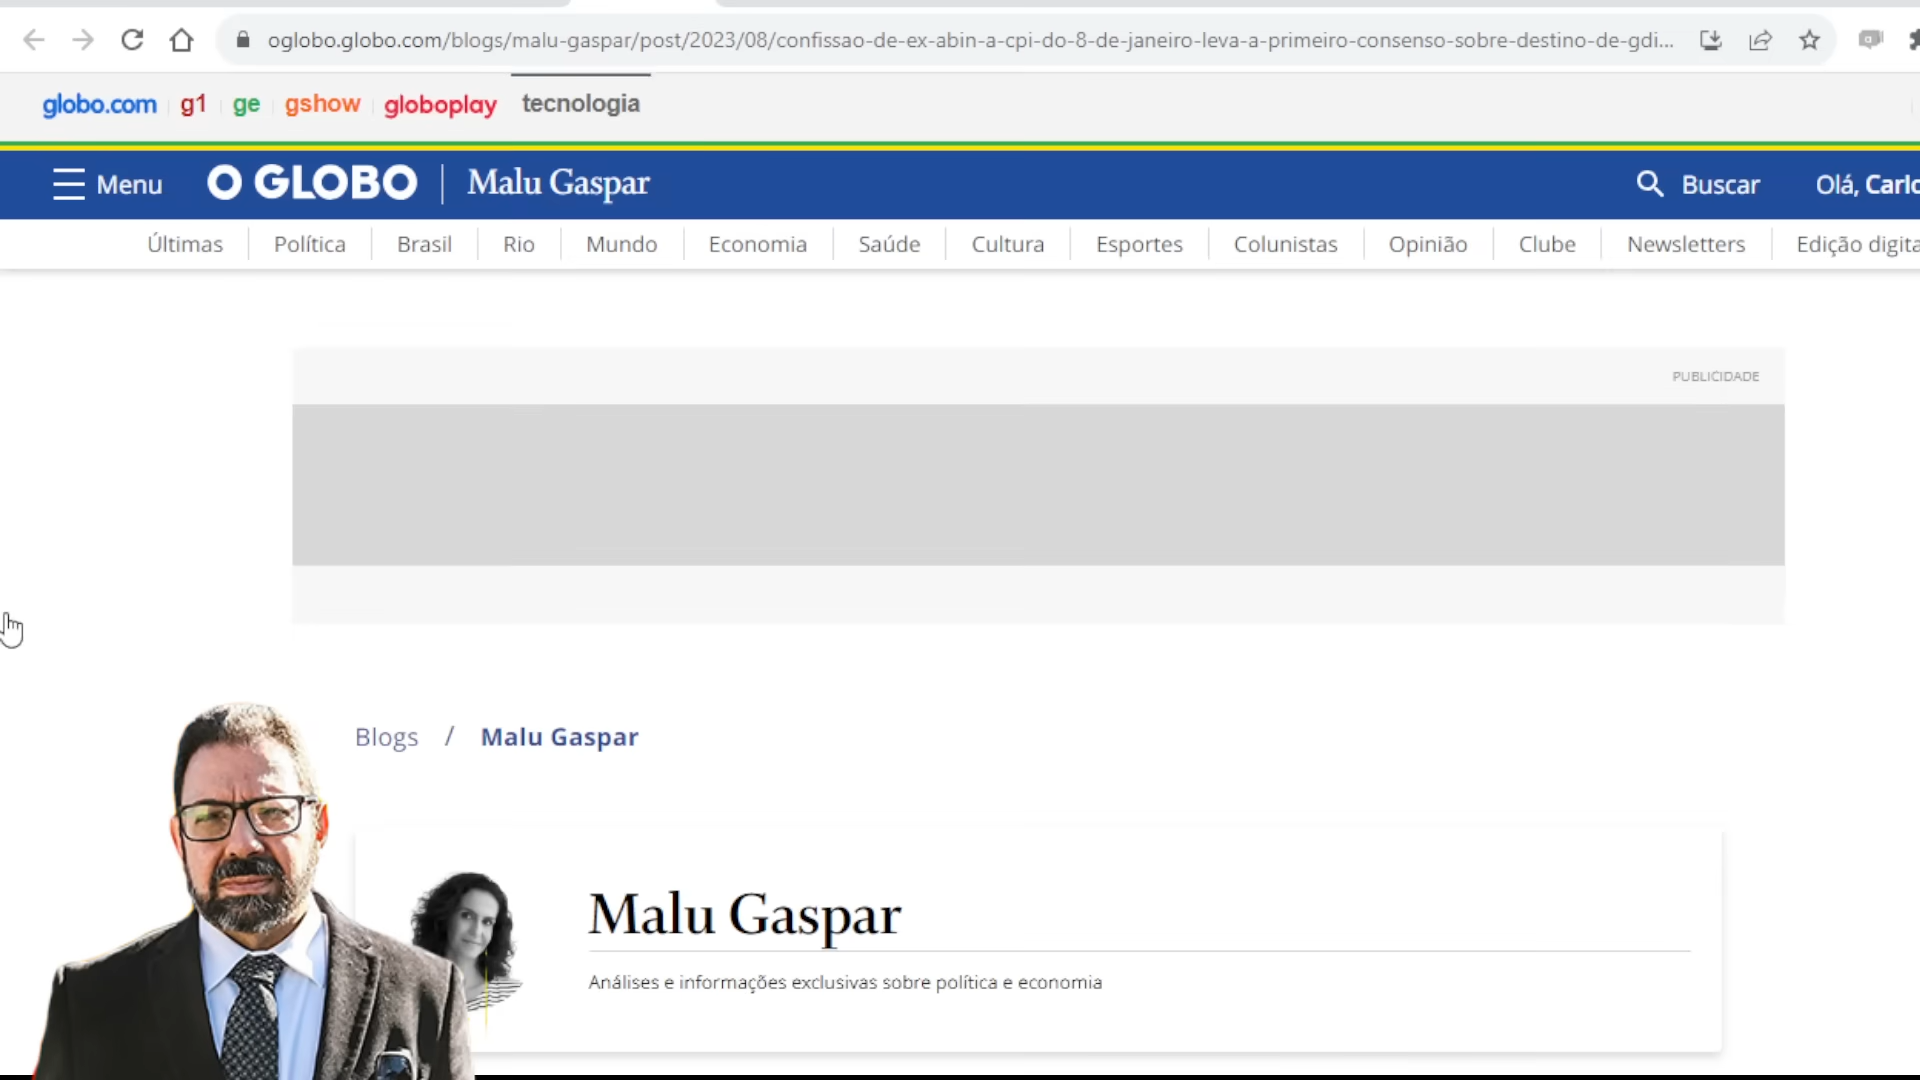 oglobo.globo.com/blogs/malu-gaspar/post/2023/08/confissao-de-ex-abin-a-cpi-do-8-de-janeiro-leva-a-primeiro-consenso-sobre-destino-de-gdi...
globo.com g1 ge gshow globoplay tecnologia
Menu O GLOBO Malu Gaspar Buscar Olá, Carlo
Últimas Política Brasil Rio Mundo Economia Saúde Cultura Esportes Colunistas Opinião Clube Newsletters Edição digita
PUBLICIDADE
Blogs / Malu Gaspar
Malu Gaspar
Análises e informações exclusivas sobre política e economia